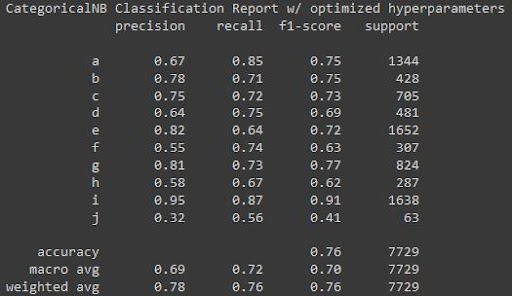 CategoricalNB Classification Report w/ optimized hyperparameters
precision recall f1-score support
a 0.67 0.85 0.75 1344
b 0.78 0.71 0.75 428
c 0.75 0.72 0.73 705
d 0.64 0.75 0.69 481
e 0.82 0.64 0.72 1652
f 0.55 0.74 0.63 307
g 0.81 0.73 0.77 824
h 0.58 0.67 0.62 287
i 0.95 0.87 0.91 1638
j 0.32 0.56 0.41 63
accuracy 0.76 7729
macro avg 0.69 0.72 0.70 7729
weighted avg 0.78 0.76 0.76 7729